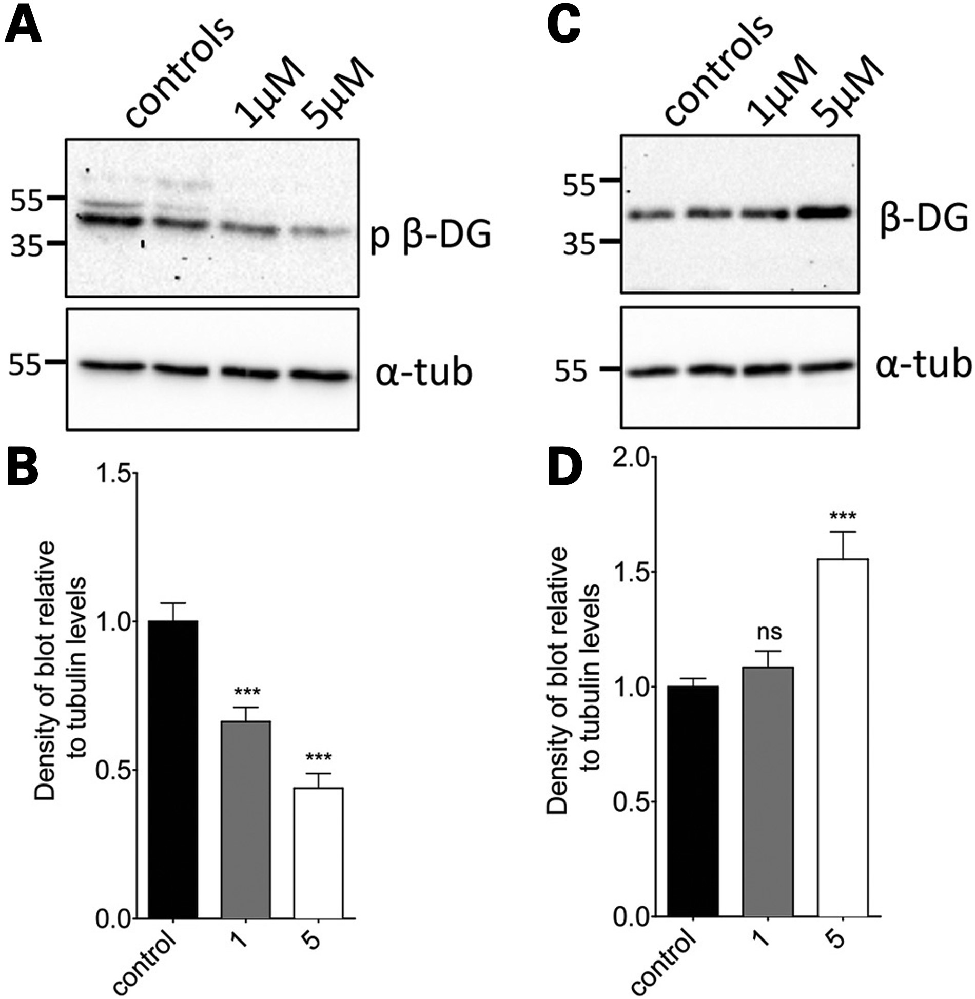 A
controls
1µM
5µM
55
35
p β-DG
55
α-tub
C
controls
1µM
5µM
55
35
β-DG
55
α-tub
B
Density of blot relative
to tubulin levels
1.5
1.0
0.5
0.0
***
***
control
1
5
D
Density of blot relative
to tubulin levels
2.0
1.5
1.0
0.5
0.0
ns
***
control
1
5